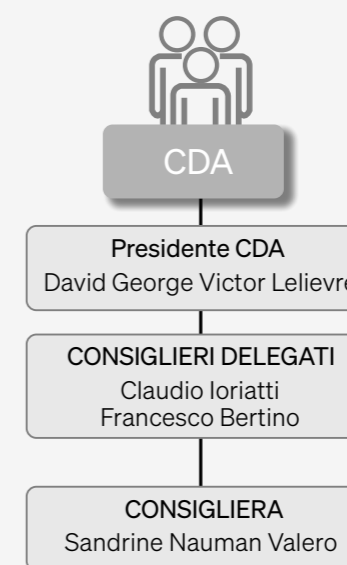 CDA
Presidente CDA
David George Victor Lelievre
CONSIGLIERI DELEGATI
Claudio Ioriatti
Francesco Bertino
CONSIGLIERA
Sandrine Nauman Valero